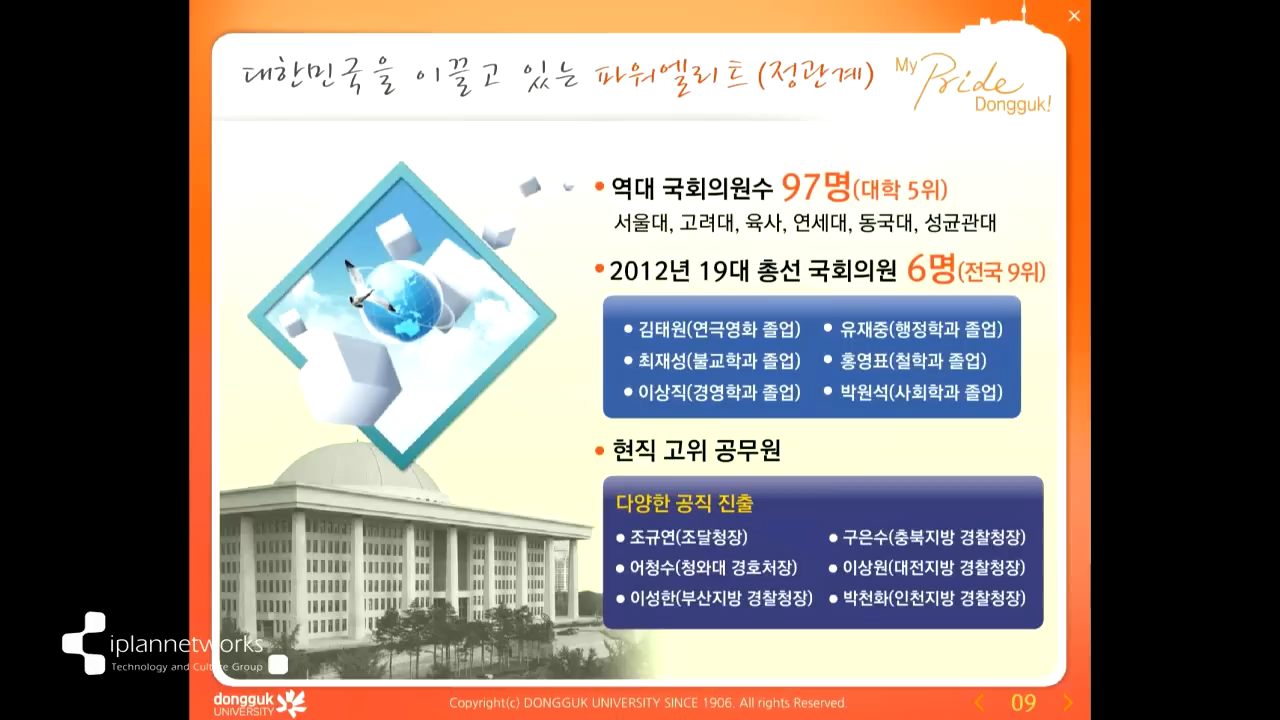 대한민국을 이끌고 있는 파워엘리트(정관계)
My Pride Dongguk!
• 역대 국회의원수 97명(대학 5위)
서울대, 고려대, 육사, 연세대, 동국대, 성균관대
• 2012년 19대 총선 국회의원 6명(전국 9위)
• 김태원(연극영화 졸업) • 유재중(행정학과 졸업)
• 최재성(불교학과 졸업) • 홍영표(철학과 졸업)
• 이상직(경영학과 졸업) • 박원석(사회학과 졸업)
• 현직 고위 공무원
다양한 공직 진출
• 조규연(조달청장) • 구은수(충북지방 경찰청장)
• 어청수(청와대 경호처장) • 이상원(대전지방 경찰청장)
• 이성한(부산지방 경찰청장) • 박천화(인천지방 경찰청장)
iplannetworks
Technology and Culture Group
dongguk
UNIVERSITY
Copyright(c) DONGGUK UNIVERSITY SINCE 1906. All rights Reserved.
09